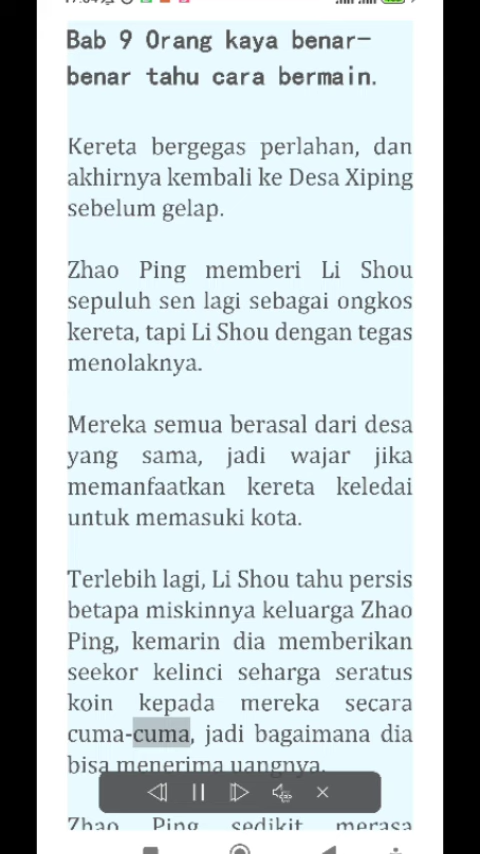 Bab 9 Orang kaya benar-
benar tahu cara bermain.
Kereta bergegas perlahan, dan
akhirnya kembali ke Desa Xiping
sebelum gelap.
Zhao Ping memberi Li Shou
sepuluh sen lagi sebagai ongkos
kereta, tapi Li Shou dengan tegas
menolaknya.
Mereka semua berasal dari desa
yang sama, jadi wajar jika
memanfaatkan kereta keledai
untuk memasuki kota.
Terlebih lagi, Li Shou tahu persis
betapa miskinnya keluarga Zhao
Ping, kemarin dia memberikan
seekor kelinci seharga seratus
koin kepada mereka secara
cuma-cuma, jadi bagaimana dia
bisa menerima uangnya.
Zhao Ping sedikit merasa